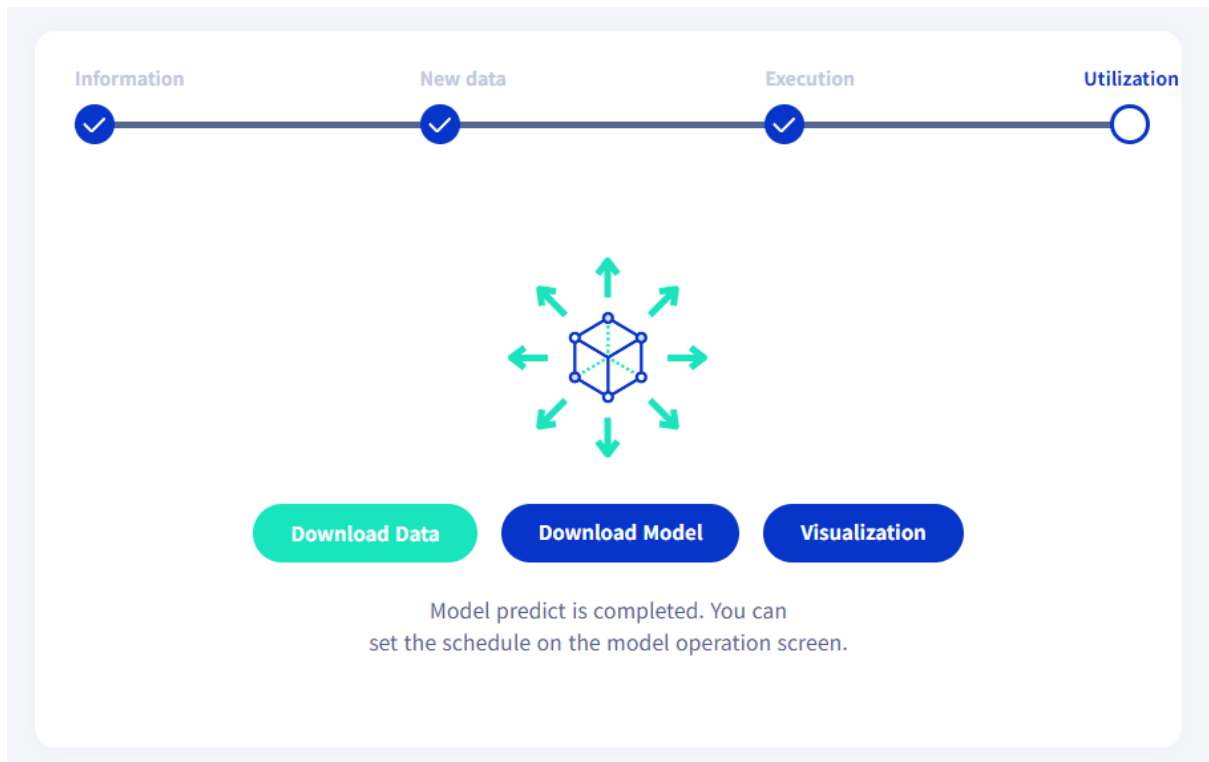 Information
New data
Execution
Utilization
Download Data
Download Model
Visualization
Model predict is completed. You can
set the schedule on the model operation screen.